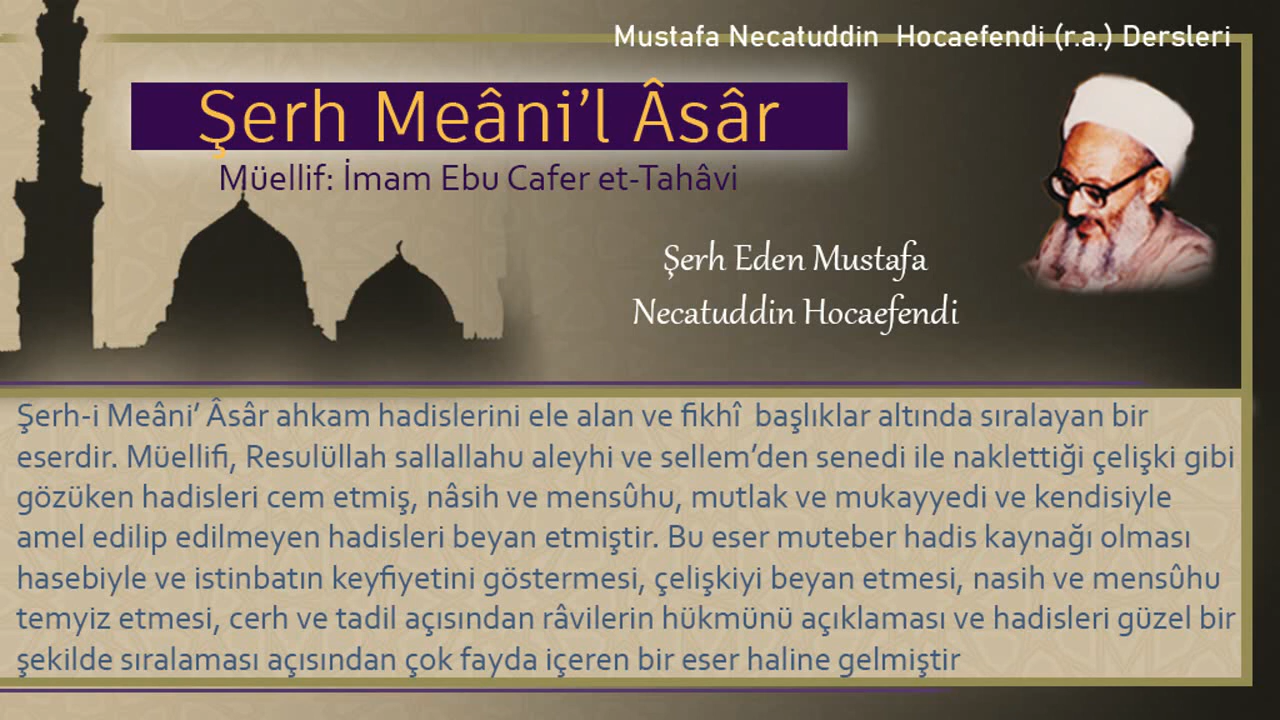 Mustafa Necatuddin Hocaefendi (r.a.) Dersleri
Şerh Meâni’l Âsâr
Müellif: İmam Ebu Cafer et-Tahâvi
Şerh Eden Mustafa
Necatuddin Hocaefendi
Şerh-i Meâni’ Âsâr ahkam hadislerini ele alan ve fikhî başlıklar altında sıralayan bir
eserdir. Müellifi, Resulüllah sallallahu aleyhi ve sellem’den senedi ile naklettiği çelişki gibi
gözüken hadisleri cem etmiş, nâsih ve mensûhu, mutlak ve mukayyedi ve kendisiyle
amel edilip edilmeyen hadisleri beyan etmiştir. Bu eser muteber hadis kaynağı olması
hasebiyle ve istinbatın keyfiyetini göstermesi, çelişkiyi beyan etmesi, nasih ve mensûhu
temyiz etmesi, cerh ve tadil açısından râvilerin hükmünü açıklaması ve hadisleri güzel bir
şekilde sıralaması açısından çok fayda içeren bir eser haline gelmiştir